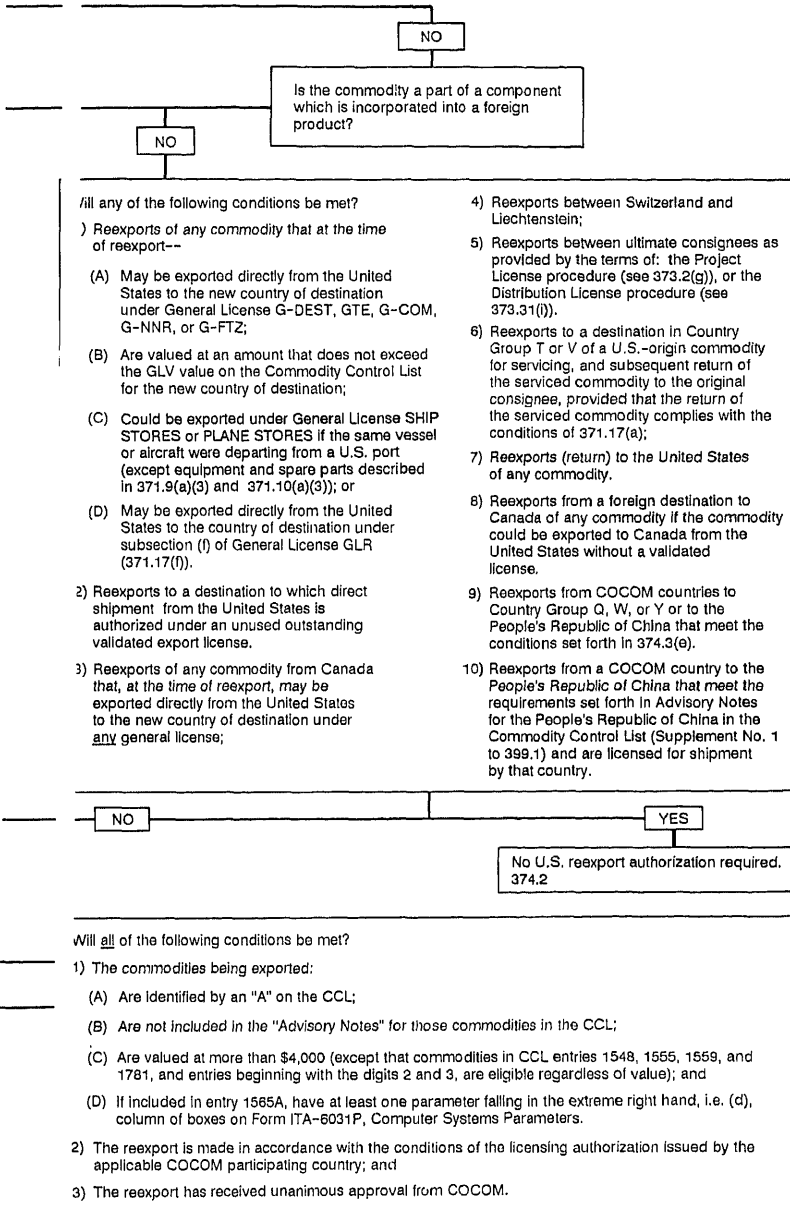 NO
Is the commodity a part of a component
which is incorporated into a foreign
product?
NO
/ill any of the following conditions be met?
) Reexports of any commodity that at the time
of reexport--
(A) May be exported directly from the United
States to the new country of destination
under General License G-DEST, GTE, G-COM,
G-NNR, or G-FTZ;
(B) Are valued at an amount that does not exceed
the GLV value on the Commodity Control List
for the new country of destination;
(C) Could be exported under General License SHIP
STORES or PLANE STORES if the same vessel
or aircraft were departing from a U.S. port
(except equipment and spare parts described
in 371.9(a)(3) and 371.10(a)(3)); or
(D) May be exported directly from the United
States to the country of destination under
subsection (f) of General License GLR
(371.17(f)).
2) Reexports to a destination to which direct
shipment from the United States is
authorized under an unused outstanding
validated export license.
3) Reexports of any commodity from Canada
that, at the time of reexport, may be
exported directly from the United States
to the new country of destination under
any general license;
4) Reexports between Switzerland and
Liechtenstein;
5) Reexports between ultimate consignees as
provided by the terms of: the Project
License procedure (see 373.2(g)), or the
Distribution License procedure (see
373.31(i)).
6) Reexports to a destination in Country
Group T or V of a U.S.-origin commodity
for servicing, and subsequent return of
the serviced commodity to the original
consignee, provided that the return of
the serviced commodity complies with the
conditions of 371.17(a);
7) Reexports (return) to the United States
of any commodity.
8) Reexports from a foreign destination to
Canada of any commodity if the commodity
could be exported to Canada from the
United States without a validated
license.
9) Reexports from COCOM countries to
Country Group Q, W, or Y or to the
People's Republic of China that meet the
conditions set forth in 374.3(e).
10) Reexports from a COCOM country to the
People's Republic of China that meet the
requirements set forth in Advisory Notes
for the People's Republic of China in the
Commodity Control List (Supplement No. 1
to 399.1) and are licensed for shipment
by that country.
NO
YES
No U.S. reexport authorization required.
374.2
Will all of the following conditions be met?
1) The commodities being exported:
(A) Are identified by an "A" on the CCL;
(B) Are not included in the "Advisory Notes" for those commodities in the CCL;
(C) Are valued at more than $4,000 (except that commodities in CCL entries 1548, 1555, 1559, and
1781, and entries beginning with the digits 2 and 3, are eligible regardless of value); and
(D) If included in entry 1565A, have at least one parameter falling in the extreme right hand, i.e. (d),
column of boxes on Form ITA-6031P, Computer Systems Parameters.
2) The reexport is made in accordance with the conditions of the licensing authorization issued by the
applicable COCOM participating country; and
3) The reexport has received unanimous approval from COCOM.